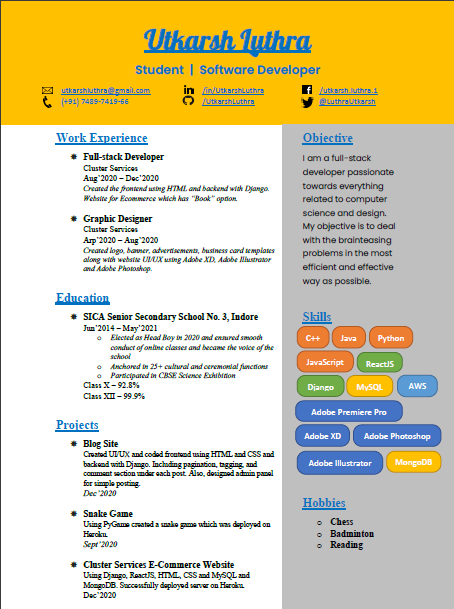 Utkarsh Luthra
Student | Software Developer
utkarshluthra@gmail.com
(+91) 7489-7419-66
/in/UtkarshLuthra
/UtkarshLuthra
/utkarsh.luthra.1
@LuthraUtkarsh
Work Experience
Full-stack Developer
Cluster Services
Aug'2020 – Dec'2020
Created the frontend using HTML and backend with Django.
Website for Ecommerce which has "Book" option.
Graphic Designer
Cluster Services
Arp'2020 – Aug'2020
Created logo, banner, advertisements, business card templates
along with website UI/UX using Adobe XD, Adobe Illustrator
and Adobe Photoshop.
Education
SICA Senior Secondary School No. 3, Indore
Jun'2014 – May'2021
Elected as Head Boy in 2020 and ensured smooth
conduct of online classes and became the voice of the
school
Anchored in 25+ cultural and ceremonial functions
Participated in CBSE Science Exhibition
Class X – 92.8%
Class XII – 99.9%
Projects
Blog Site
Created UI/UX and coded frontend using HTML and CSS and
backend with Django. Including pagination, tagging, and
comment section under each post. Also, designed admin panel
for simple posting.
Dec'2020
Snake Game
Using PyGame created a snake game which was deployed on
Heroku.
Sept'2020
Cluster Services E-Commerce Website
Using Django, ReactJS, HTML, CSS and MySQL and
MongoDB. Successfully deployed server on Heroku.
Dec'2020
Objective
I am a full-stack
developer passionate
towards everything
related to computer
science and design.
My objective is to deal
with the brainteasing
problems in the most
efficient and effective
way as possible.
Skills
C++ Java Python
JavaScript ReactJS
Django MySQL AWS
Adobe Premiere Pro
Adobe XD Adobe Photoshop
Adobe Illustrator MongoDB
Hobbies
Chess
Badminton
Reading